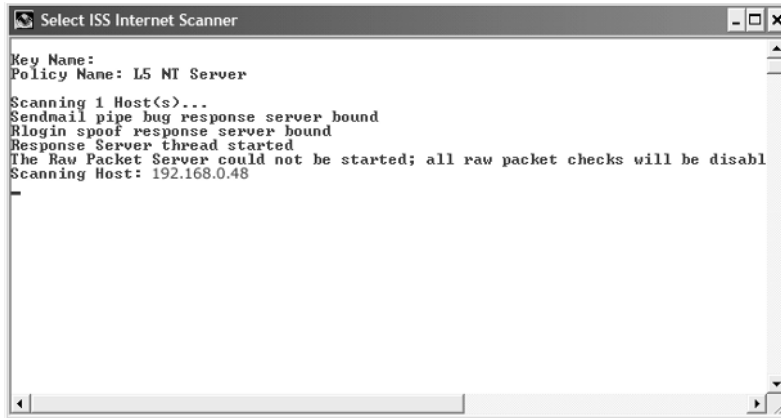 Select ISS Internet Scanner
Key Name:
Policy Name: L5 NT Server
Scanning 1 Host(s)...
Sendmail pipe bug response server bound
Rlogin spoof response server bound
Response Server thread started
The Raw Packet Server could not be started; all raw packet checks will be disabl
Scanning Host: 192.168.0.48